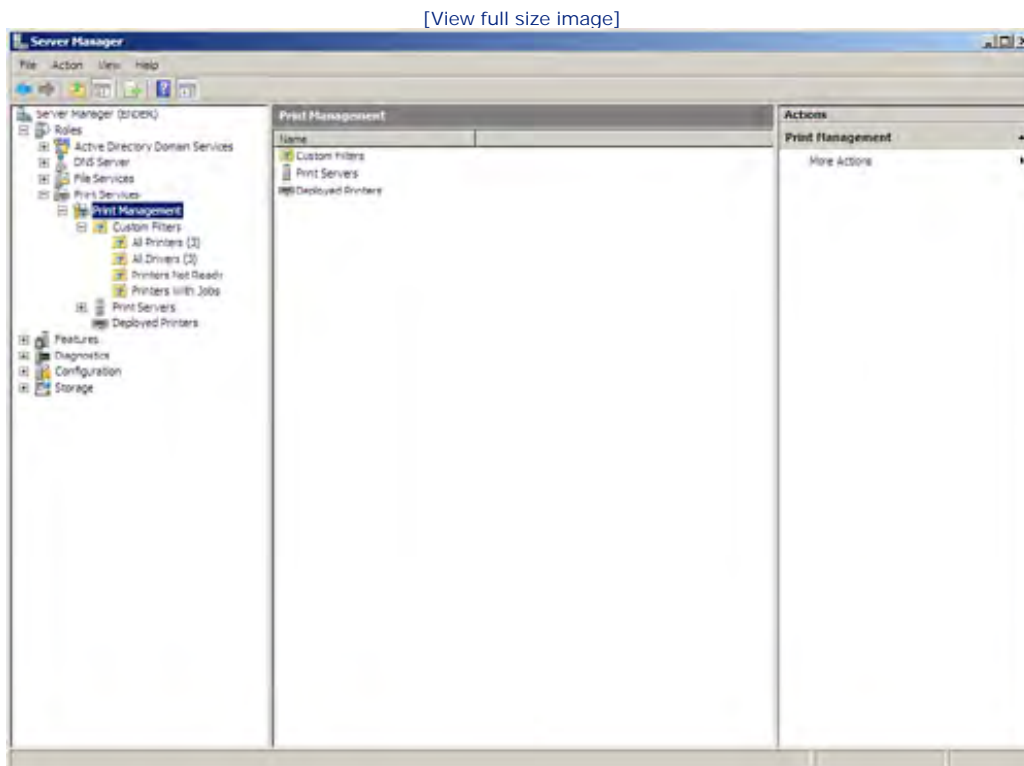 [View full size image]
Server Manager
File Action View Help
Server Manager (ENDER)
Roles
Active Directory Domain Services
DNS Server
File Services
Print Services
Print Management
Custom Filters
All Printers (3)
All Drivers (3)
Printers Not Ready
Printers With Jobs
Print Servers
Deployed Printers
Features
Diagnostics
Configuration
Storage
Print Management
Name
Custom Filters
Print Servers
Deployed Printers
Actions
Print Management
More Actions